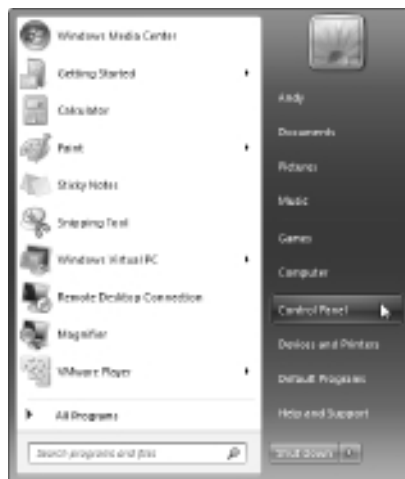 Windows Media Center
Getting Started
Calculator
Paint
Sticky Notes
Snipping Tool
Windows Virtual PC
Remote Desktop Connection
Magnifier
VMware Player
All Programs
Search programs and files
Andy
Documents
Pictures
Music
Games
Computer
Control Panel
Devices and Printers
Default Programs
Help and Support
Shut down